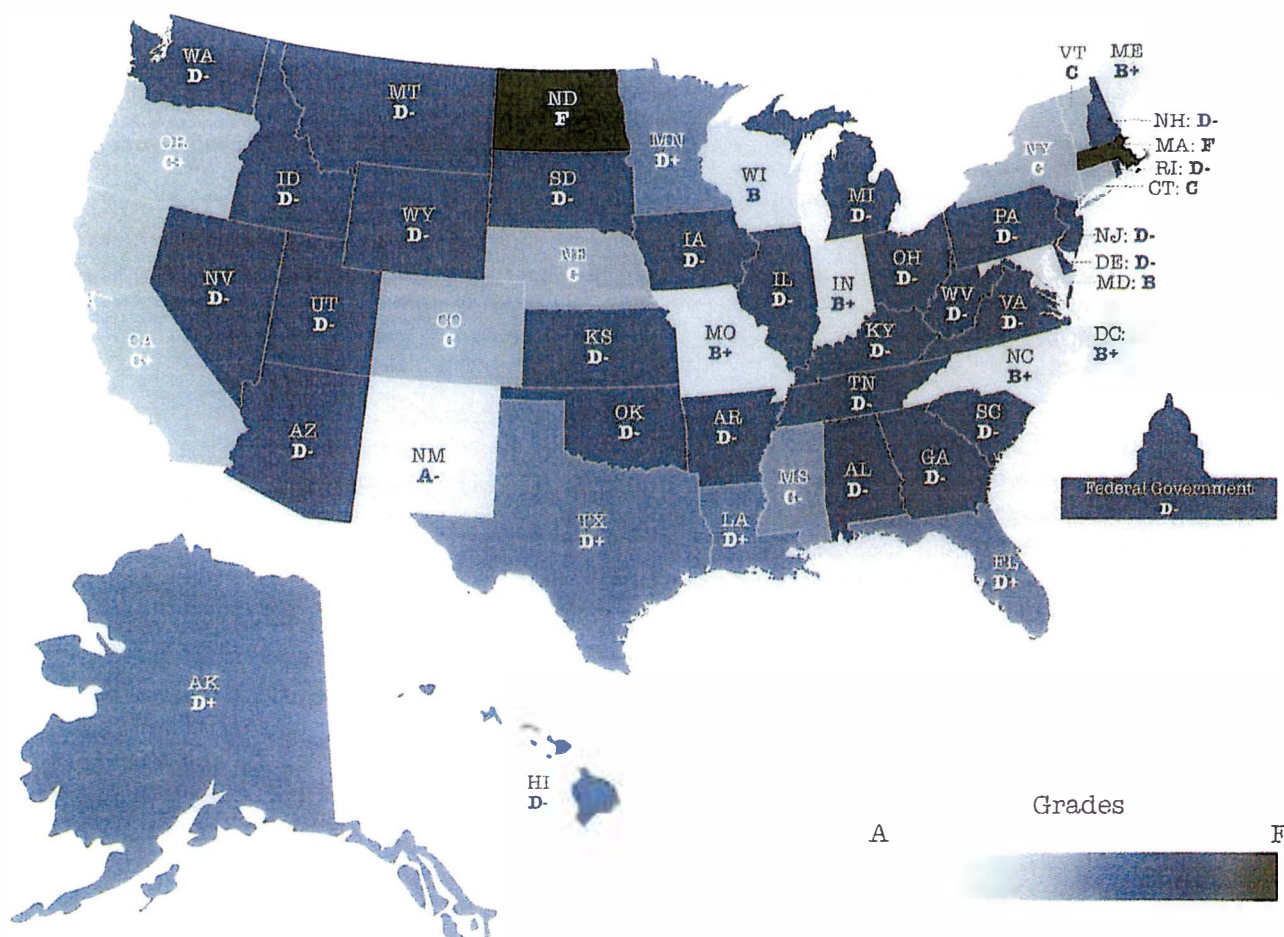 WA
D-
MT
D-
ND
F
MN
D+
VT
C
ME
B+
OR
C+
ID
D-
SD
D-
WI
B
MI
D-
NY
C
NH: D-
MA: F
RI: D-
CT: C
WY
D-
IA
D-
PA
D-
NJ: D-
DE: D-
MD: B
NV
D-
UT
D-
NE
C
IL
D-
IN
B+
OH
D-
WV
D-
VA
D-
DC:
B+
CA
C+
CO
C
KS
D-
MO
B+
KY
D-
NC
B+
TN
D-
AZ
D-
NM
A-
OK
D-
AR
D-
SC
D-
TX
D+
LA
D+
MS
C-
AL
D-
GA
D-
Federal Government
D-
FL
D+
AK
D+
HI
D-
Grades
A F